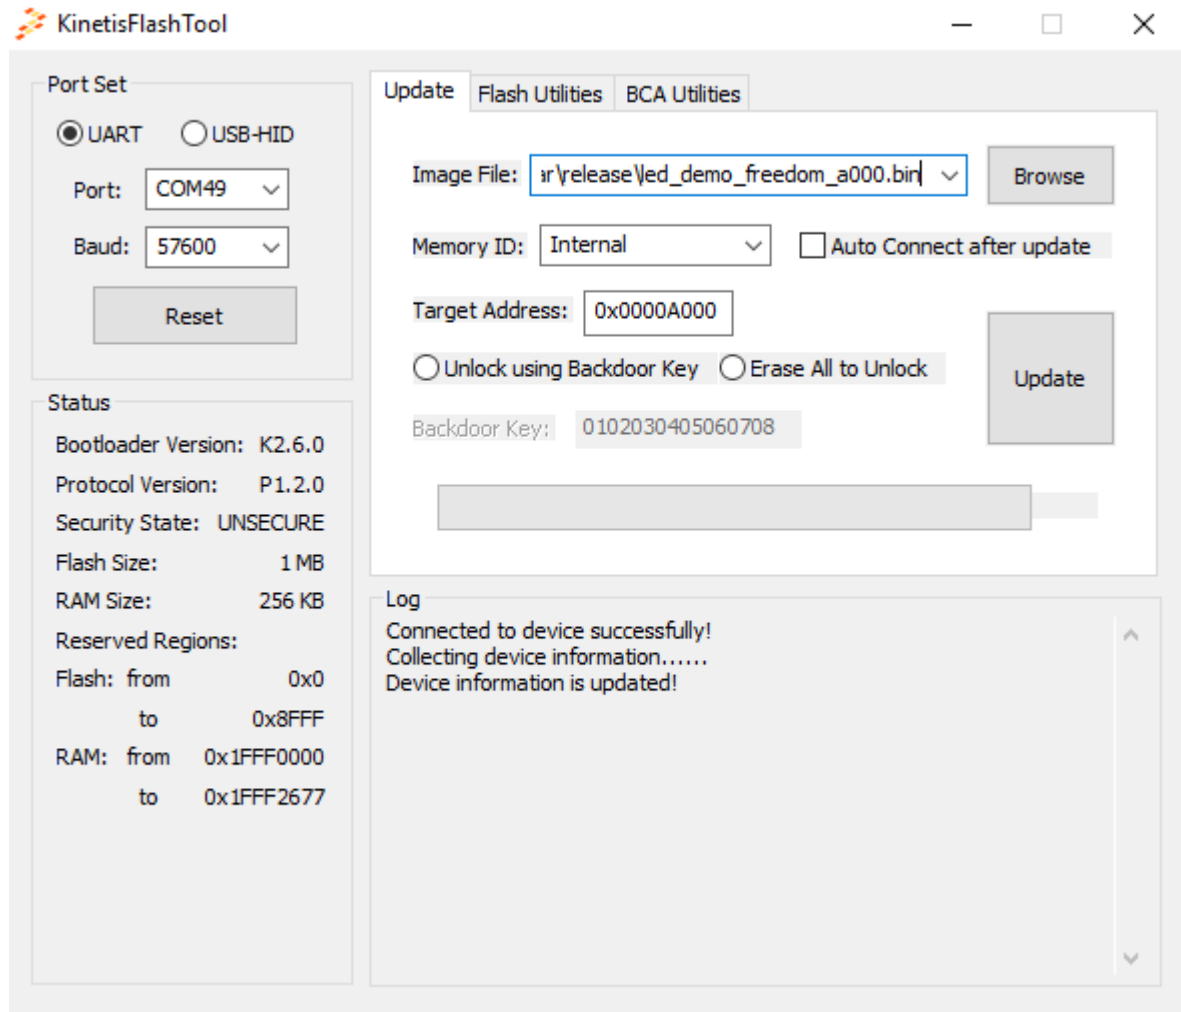 KinetisFlashTool
Port Set
UART USB-HID
Port: COM49
Baud: 57600
Reset
Status
Bootloader Version: K2.6.0
Protocol Version: P1.2.0
Security State: UNSECURE
Flash Size: 1 MB
RAM Size: 256 KB
Reserved Regions:
Flash: from 0x0
to 0x8FFF
RAM: from 0x1FFF0000
to 0x1FFF2677
Update Flash Utilities BCA Utilities
Image File: ar\release\led_demo_freedom_a000.bin Browse
Memory ID: Internal Auto Connect after update
Target Address: 0x0000A000
Unlock using Backdoor Key Erase All to Unlock
Update
Backdoor Key: 0102030405060708
Log
Connected to device successfully!
Collecting device information......
Device information is updated!